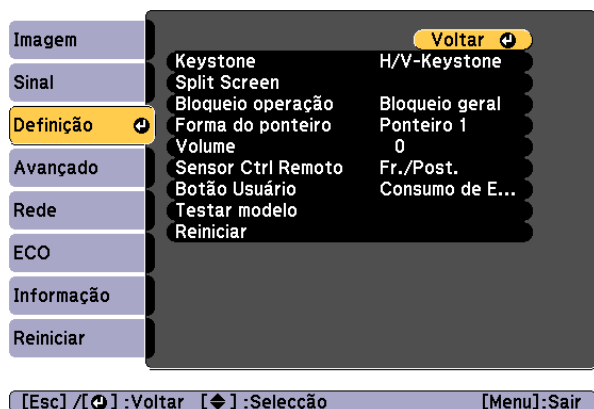 Imagem
Sinal
Definição
Avançado
Rede
ECO
Informação
Reiniciar
Voltar
Keystone H/V-Keystone
Split Screen
Bloqueio operação Bloqueio geral
Forma do ponteiro Ponteiro 1
Volume 0
Sensor Ctrl Remoto Fr./Post.
Botão Usuário Consumo de E...
Testar modelo
Reiniciar
[Esc] /[ ] :Voltar [ ] :Selecção [Menu]:Sair